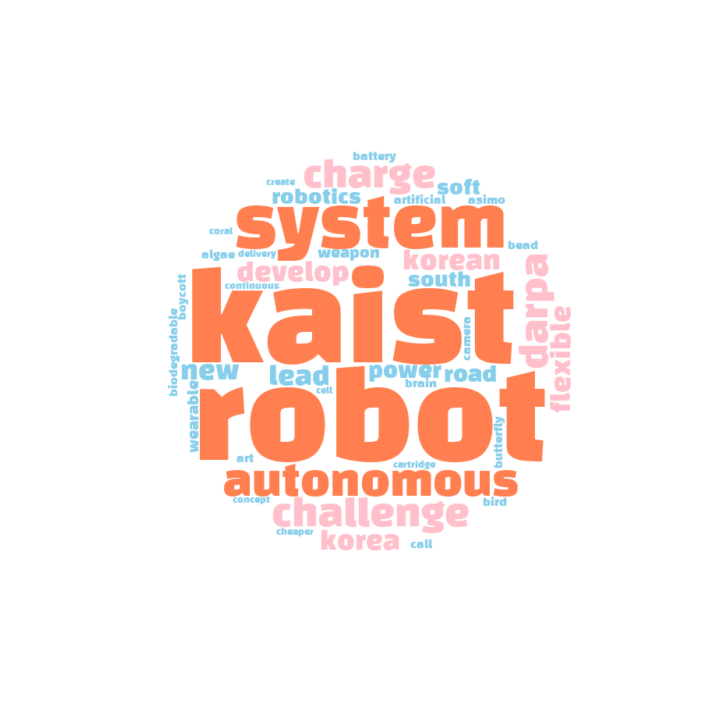 battery
charge
create
soft
robotics
artificial
asimo
system
coral
bead
algae
delivery
weapon
korean
darpa
develop
south
boycott
continuous
kaist
camera
flexible
biodegradable
new
lead
power
road
brain
cell
wearable
robot
butterfly
art
cartridge
autonomous
concept
challenge
bird
cheaper
korea
call